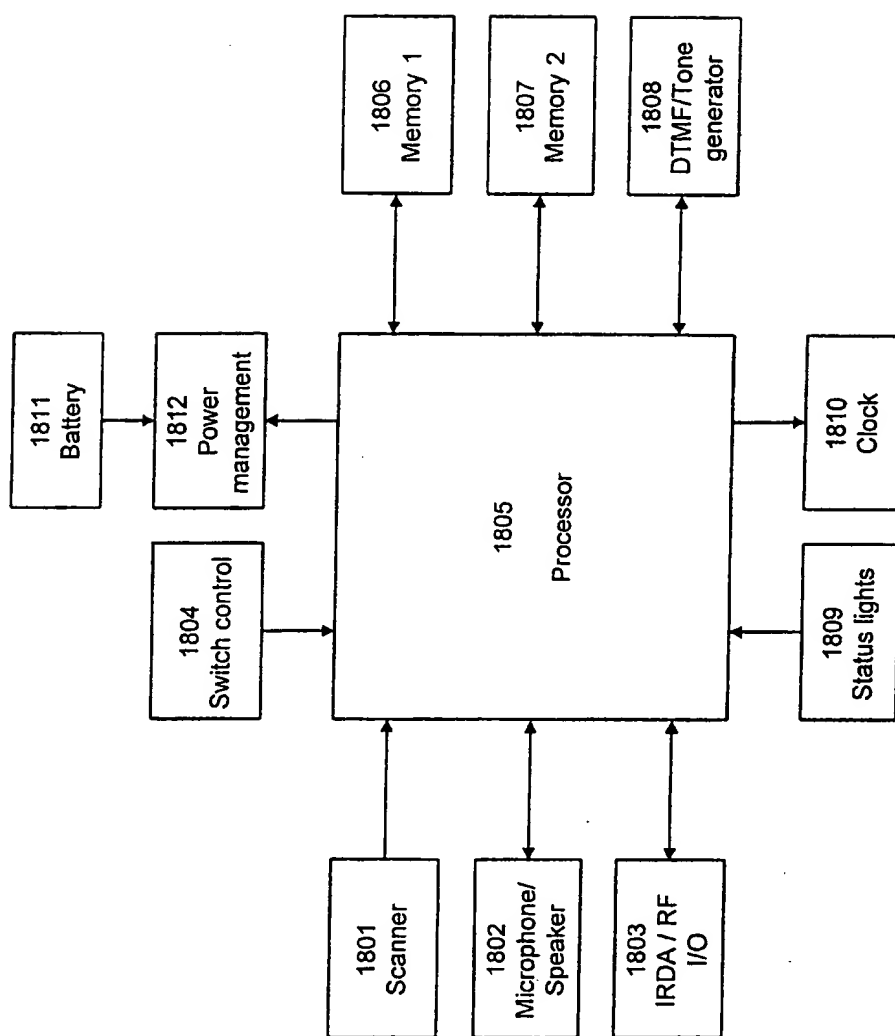 1811
Battery
1804
Switch control
1812
Power
management
1801
Scanner
1806
Memory 1
1802
Microphone/
Speaker
1805
Processor
1807
Memory 2
1803
IRDA / RF
I/O
1808
DTMF/Tone
generator
1809
Status lights
1810
Clock